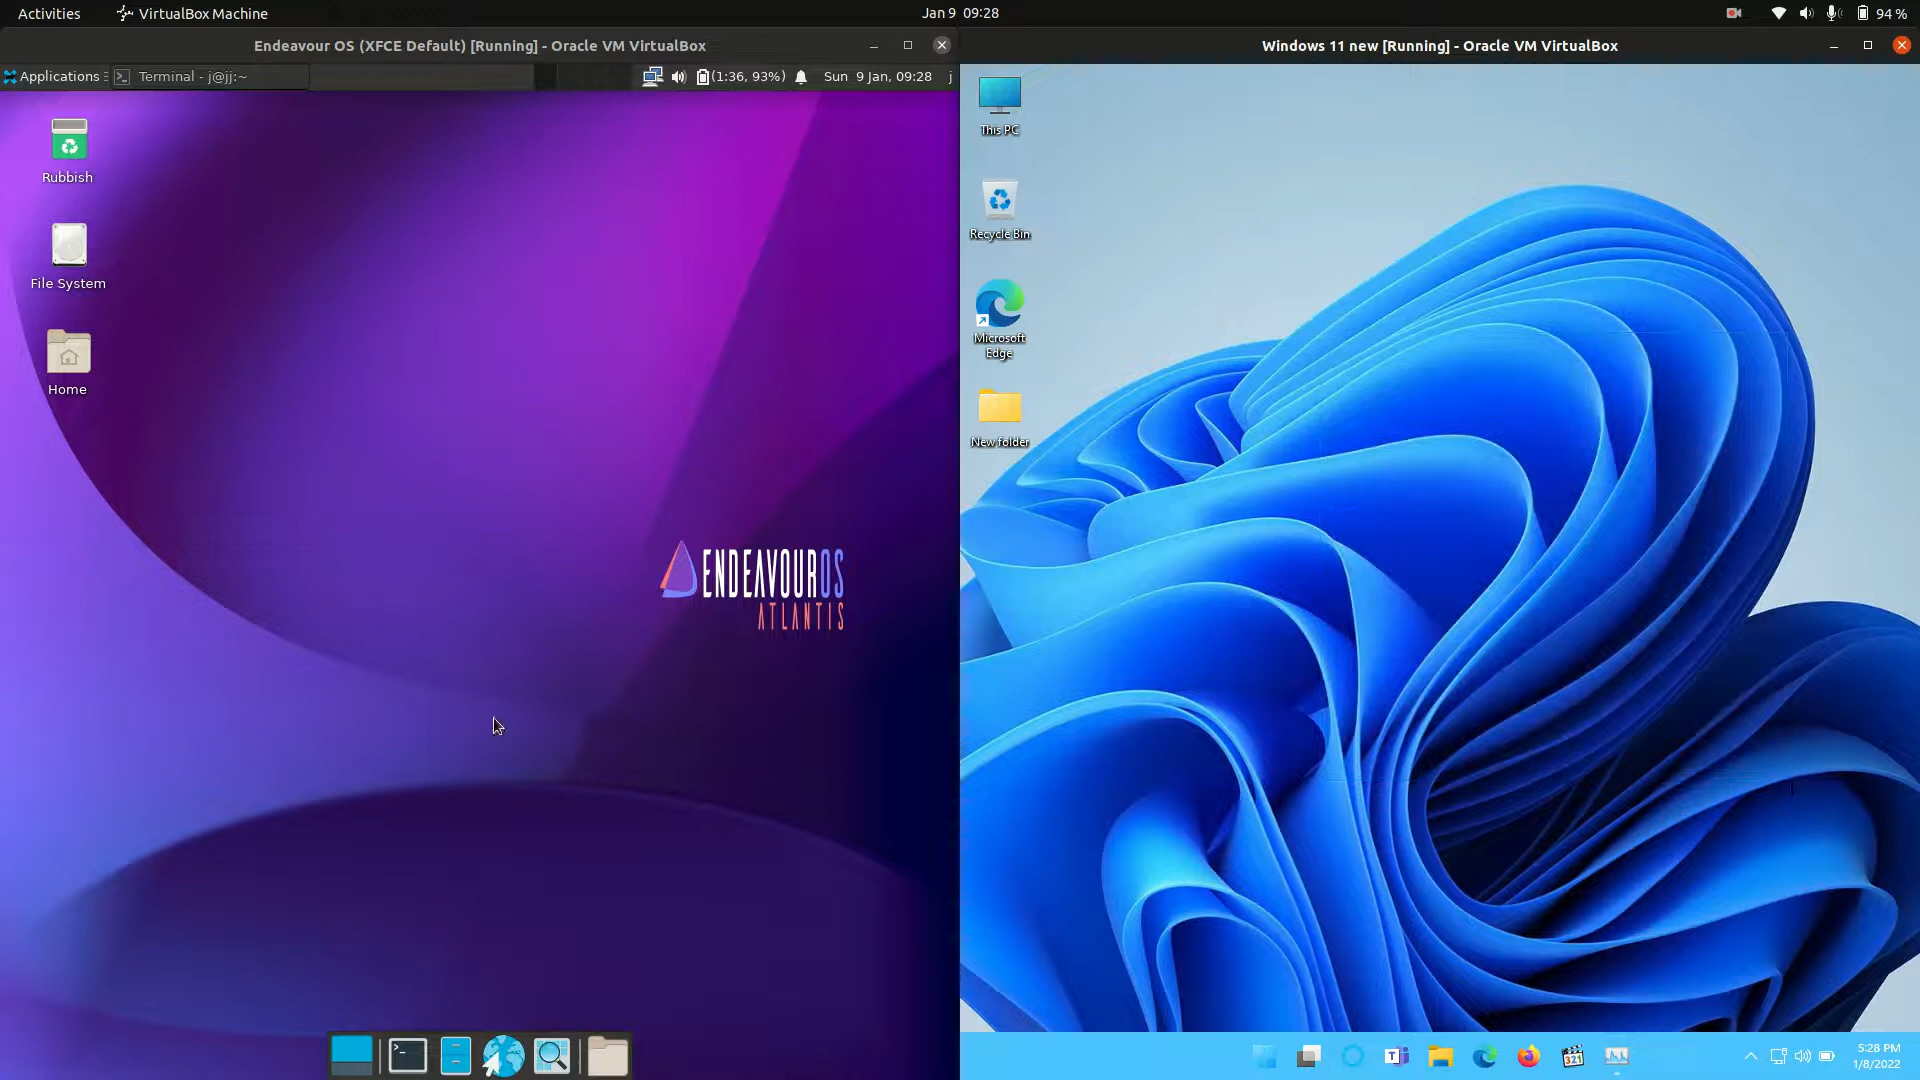 Activities
VirtualBox Machine
Jan 9 09:28
94 %
Endeavour OS (XFCE Default) [Running] - Oracle VM VirtualBox
Applications
Terminal - j@jj:~
(1:36, 93%)
Sun 9 Jan, 09:28
j
Rubbish
File System
Home
ENDEAVOUROS
ATLANTIS
Windows 11 new [Running] - Oracle VM VirtualBox
This PC
Recycle Bin
Microsoft
Edge
New folder
321
5:28 PM
1/8/2022